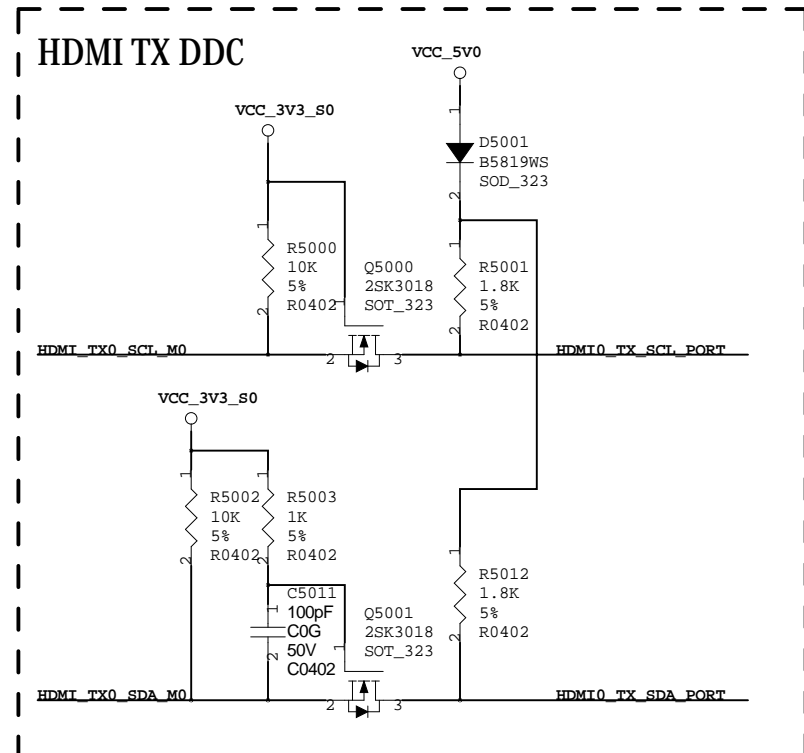 HDMI TX DDC
VCC_5V0
VCC_3V3_S0
1
D5001
B5819WS
SOD_323
2
1
R5000
10K
5%
R0402
2
Q5000
2SK3018
SOT_323
1
1
R5001
1.8K
5%
R0402
2
HDMI_TX0_SCL_M0
2
3
HDMI0_TX_SCL_PORT
VCC_3V3_S0
1
R5002
10K
5%
R0402
2
1
R5003
1K
5%
R0402
2
1
R5012
1.8K
5%
R0402
2
C5011
1
100pF
C0G
50V
2
C0402
Q5001
2SK3018
SOT_323
1
HDMI_TX0_SDA_M0
2
3
HDMI0_TX_SDA_PORT